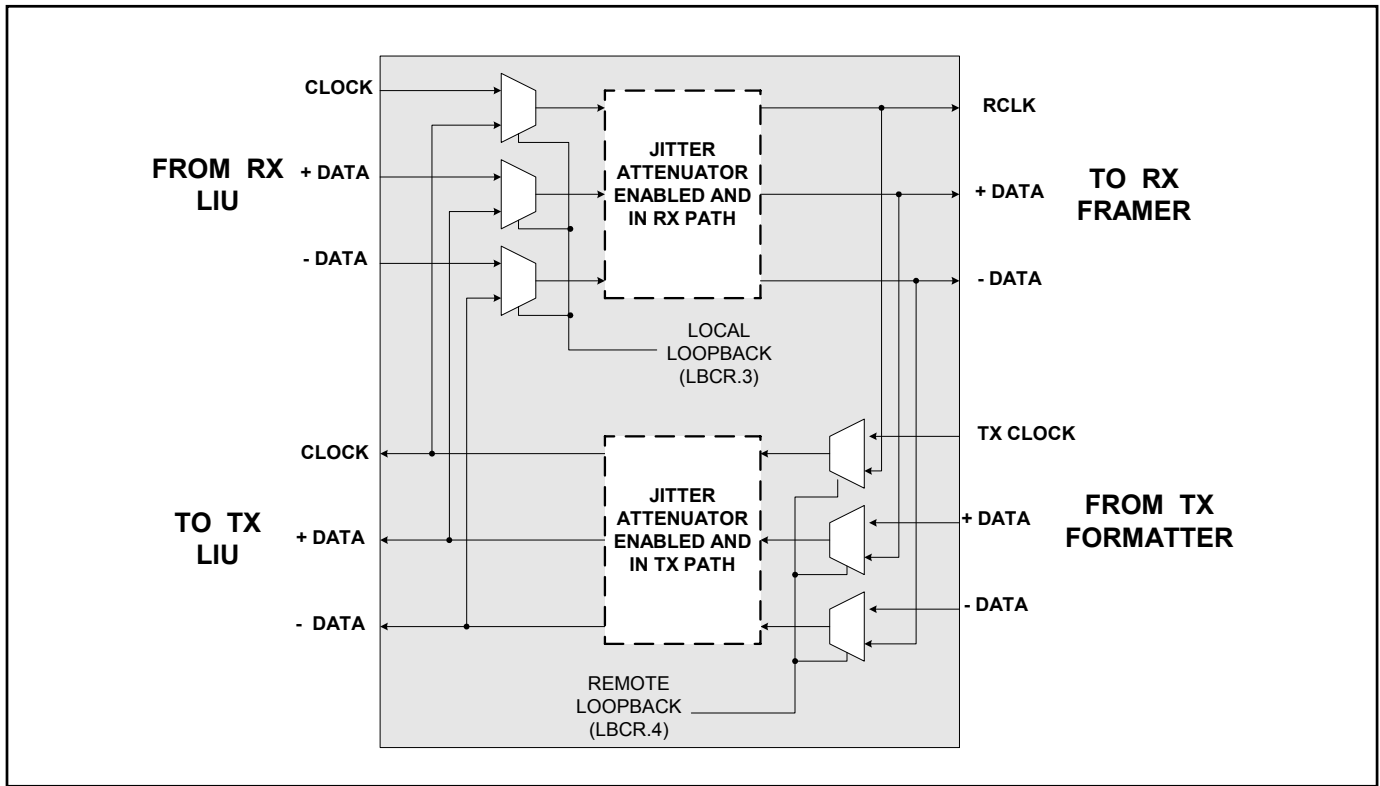 CLOCK
RCLK
FROM RX
LIU
+ DATA
JITTER
ATTENUATOR
ENABLED AND
IN RX PATH
+ DATA
TO RX
FRAMER
- DATA
- DATA
LOCAL
LOOPBACK
(LBCR.3)
CLOCK
TX CLOCK
TO TX
LIU
+ DATA
JITTER
ATTENUATOR
ENABLED AND
IN TX PATH
+ DATA
FROM TX
FORMATTER
- DATA
- DATA
REMOTE
LOOPBACK
(LBCR.4)